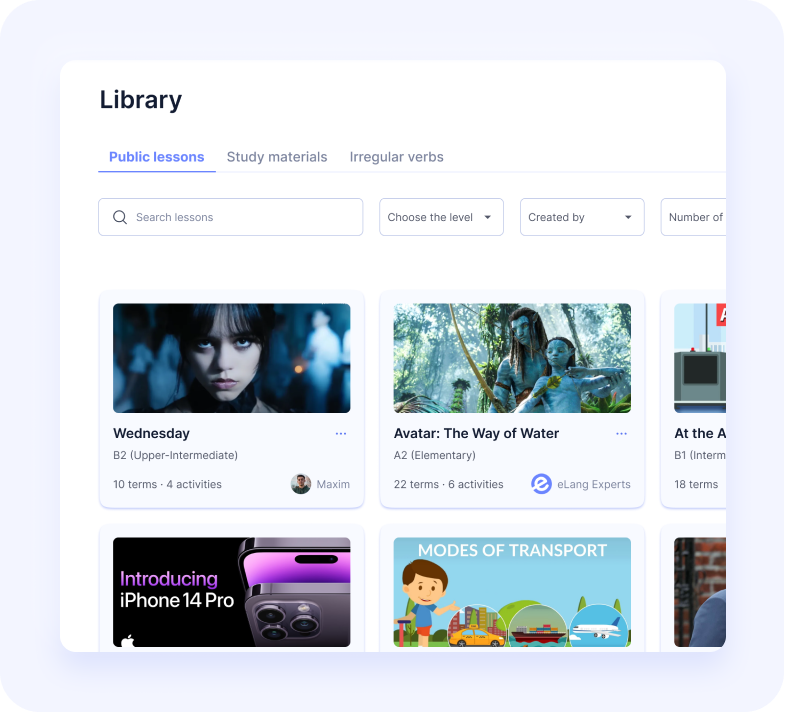 Library
Public lessons Study materials Irregular verbs
Search lessons Choose the level Created by Number of
Wednesday Avatar: The Way of Water At the A
B2 (Upper-Intermediate) A2 (Elementary) B1 (Interm
10 terms · 4 activities Maxim 22 terms · 6 activities eLang Experts 18 terms
Introducing
iPhone 14 Pro
MODES OF TRANSPORT